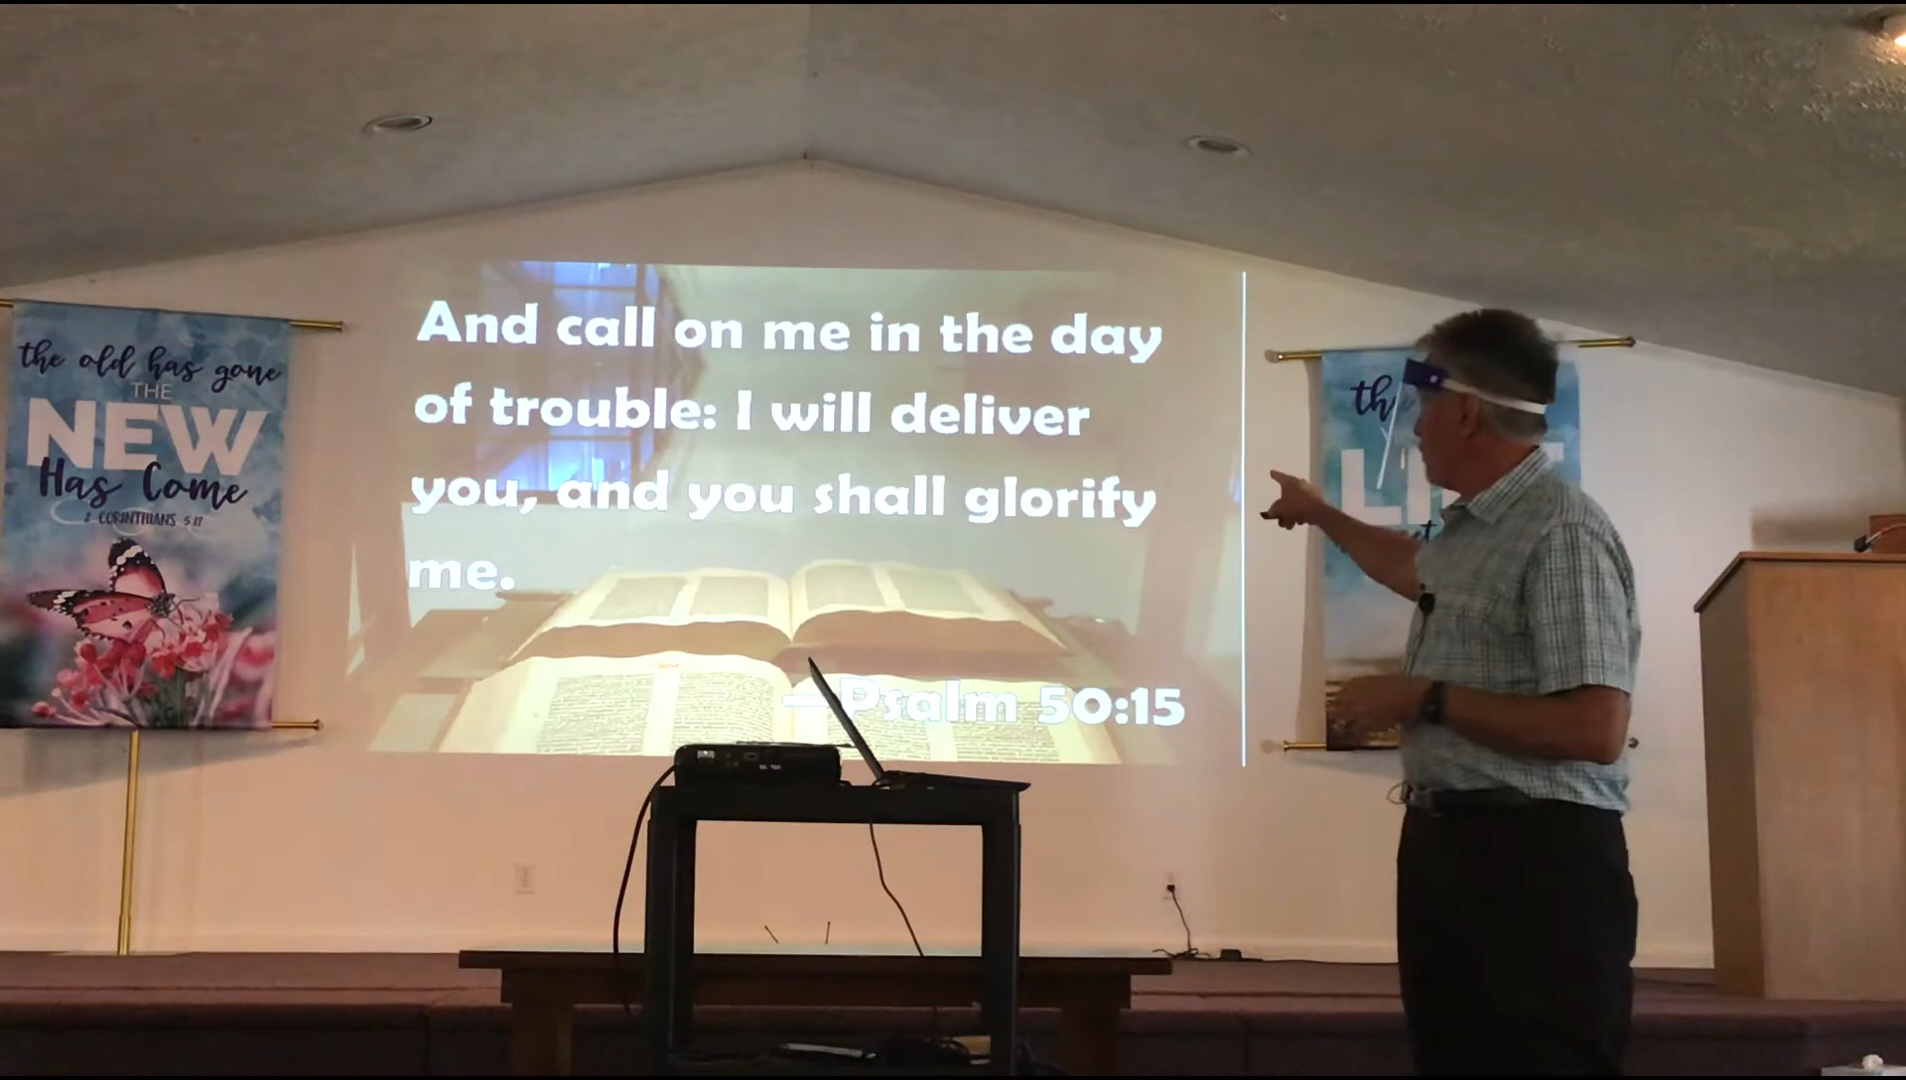 the old has gone
THE
NEW
Has Come
2 CORINTHIANS 5:17
And call on me in the day
of trouble: I will deliver
you, and you shall glorify
me.
—Psalm 50:15